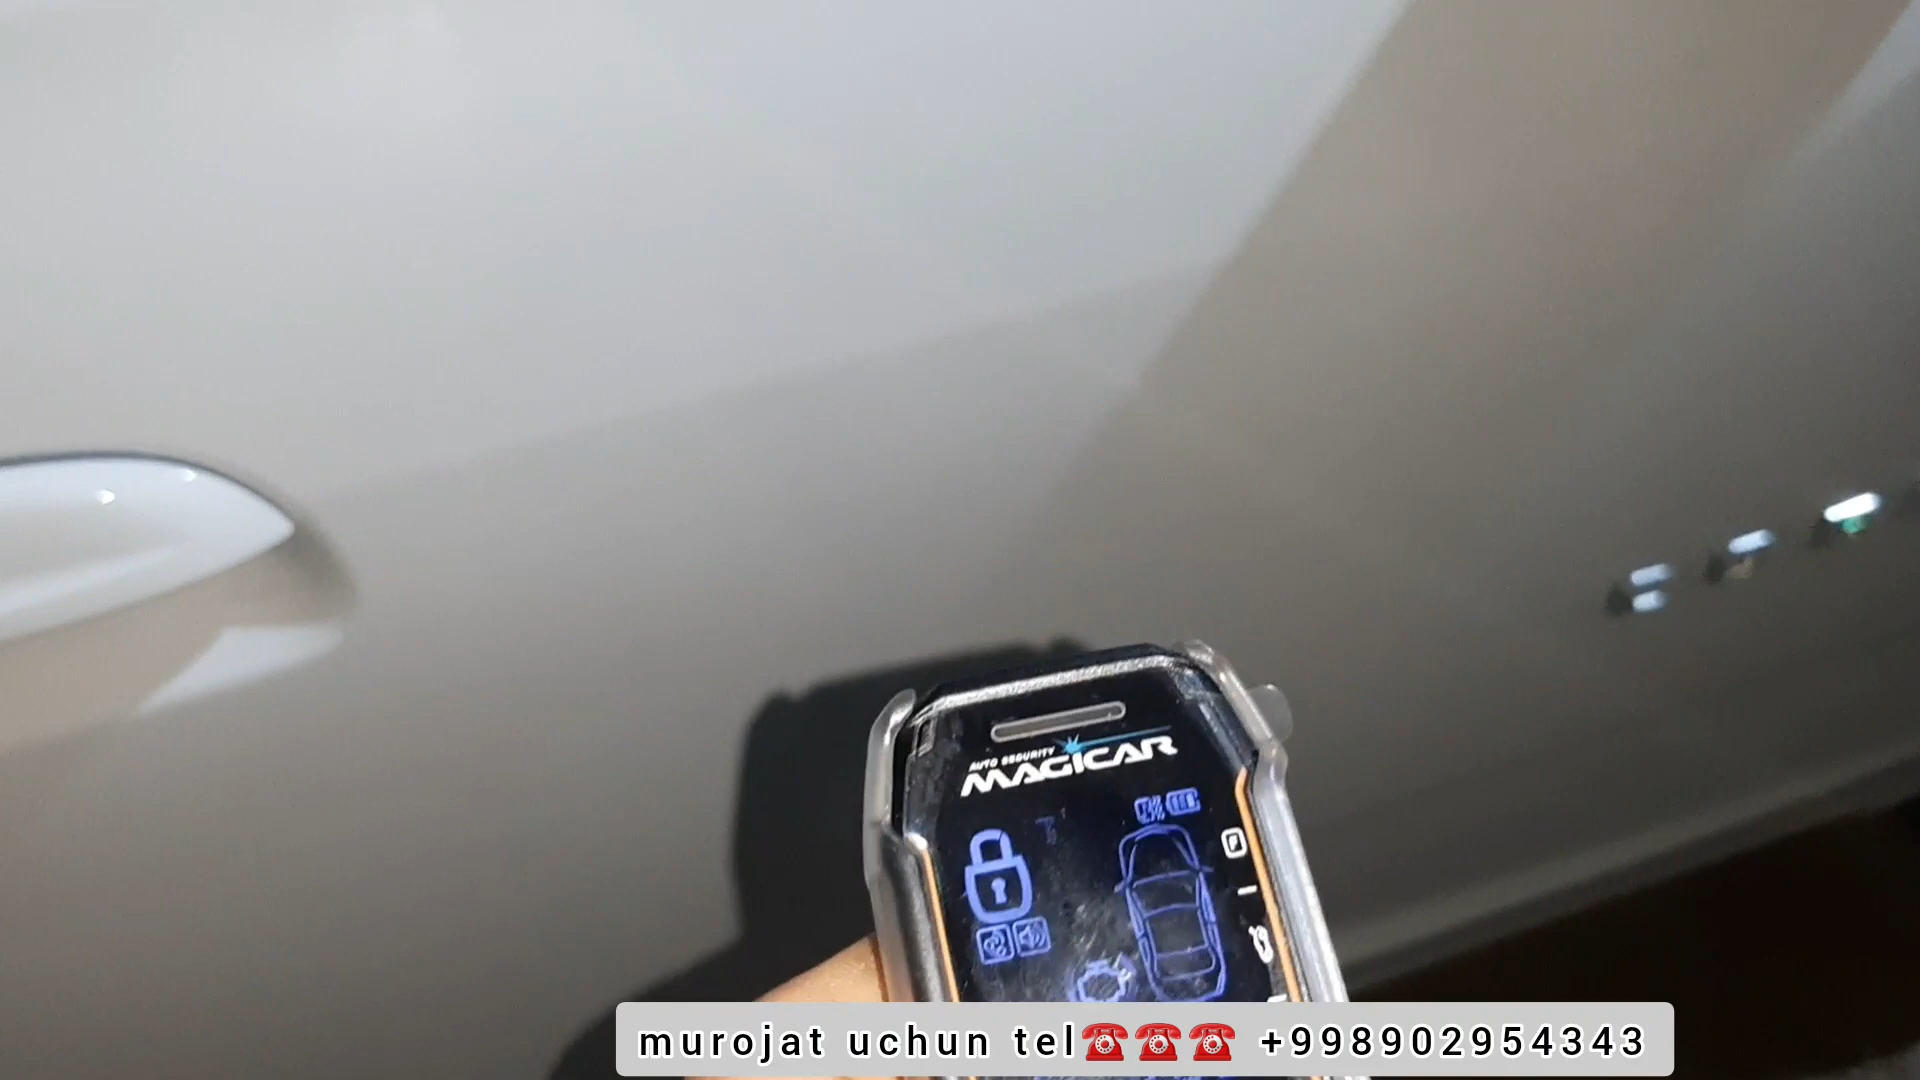 AUTO SECURITY
MAGICAR
murojat uchun tel☎☎☎ +998902954343